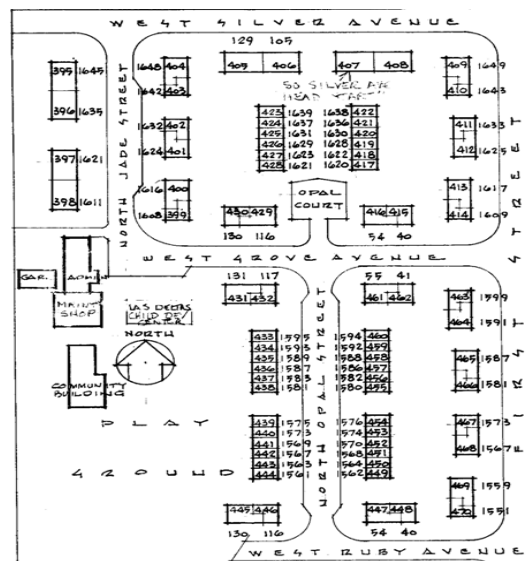 WEST SILVER AVENUE
129 105
405 406 407 408
53 SILVER AVE
HEAD START
395 1645
396 1635
397 1621
398 1611
NORTH JADE STREET
1648 404
1642 403
1632 402
1624 401
1616 400
1608 399
423 1639 1638 422
424 1637 1636 421
425 1631 1630 420
426 1629 1628 419
427 1623 1622 418
428 1621 1620 417
409 1649
410 1643
411 1633
412 1625
413 1617
414 1609
OPAL
COURT
430 429 416 415
130 116 54 40
WEST GROVE AVENUE
FIRST STREET
GAR. ADMIN
MAINT
SHOP
LAS DEORS
CHILD DEV
CENTER
NORTH
COMMUNITY
BUILDING
PLAY
GROUND
131 117 55 41
431 432 461 462
NORTH OPAL STREET
433 1595 1594 460
434 1593 1592 459
435 1589 1588 458
436 1587 1586 457
437 1583 1582 456
438 1581 1580 455
439 1575 1576 454
440 1573 1574 453
441 1569 1570 452
442 1567 1568 451
443 1563 1564 450
444 1561 1562 449
463 1599
464 1591
465 1587
466 1581
467 1573
468 1567
469 1559
470 1551
445 446 447 448
130 116 54 40
WEST RUBY AVENUE